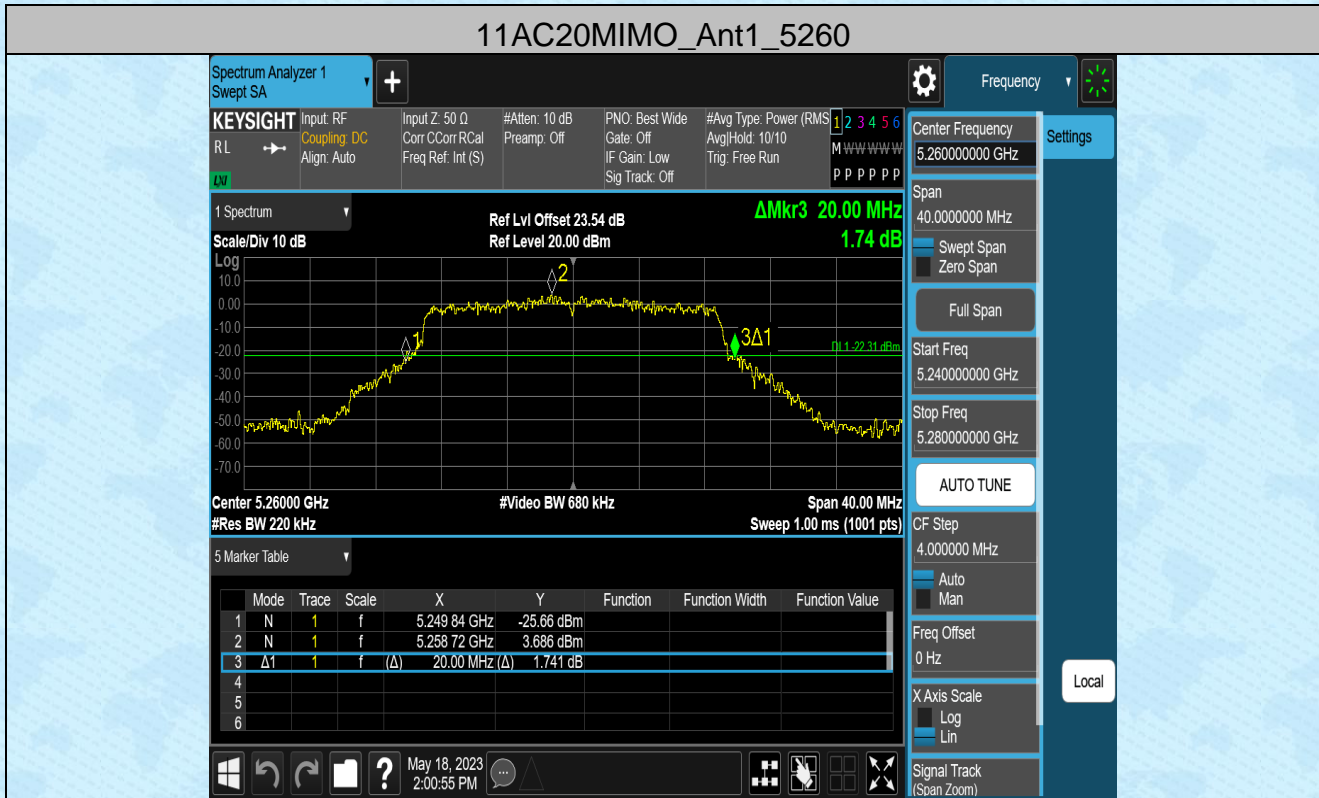 11AC20MIMO_Ant1_5260
Spectrum Analyzer 1
Swept SA
+
Frequency
KEYSIGHT
RL
LXI
Input: RF
Coupling: DC
Align: Auto
Input Z: 50 Ω
Corr CCorr RCal
Freq Ref: Int (S)
#Atten: 10 dB
Preamp: Off
PNO: Best Wide
Gate: Off
IF Gain: Low
Sig Track: Off
#Avg Type: Power (RMS
Avg|Hold: 10/10
Trig: Free Run
1 2 3 4 5 6
M W W W W W
P P P P P P
1 Spectrum
Scale/Div 10 dB
Ref Lvl Offset 23.54 dB
Ref Level 20.00 dBm
ΔMkr3 20.00 MHz
1.74 dB
Log
10.0
0.00
-10.0
-20.0
-30.0
-40.0
-50.0
-60.0
-70.0
1
2
3Δ1
DL1 -22.31 dBm
Center 5.26000 GHz
#Video BW 680 kHz
Span 40.00 MHz
#Res BW 220 kHz
Sweep 1.00 ms (1001 pts)
5 Marker Table
Mode Trace Scale X Y Function Function Width Function Value
1 N 1 f 5.249 84 GHz -25.66 dBm
2 N 1 f 5.258 72 GHz 3.686 dBm
3 Δ1 1 f (Δ) 20.00 MHz (Δ) 1.741 dB
4
5
6
?
May 18, 2023
2:00:55 PM
Center Frequency
5.260000000 GHz
Settings
Span
40.0000000 MHz
Swept Span
Zero Span
Full Span
Start Freq
5.240000000 GHz
Stop Freq
5.280000000 GHz
AUTO TUNE
CF Step
4.000000 MHz
Auto
Man
Freq Offset
0 Hz
X Axis Scale
Log
Lin
Local
Signal Track
(Span Zoom)